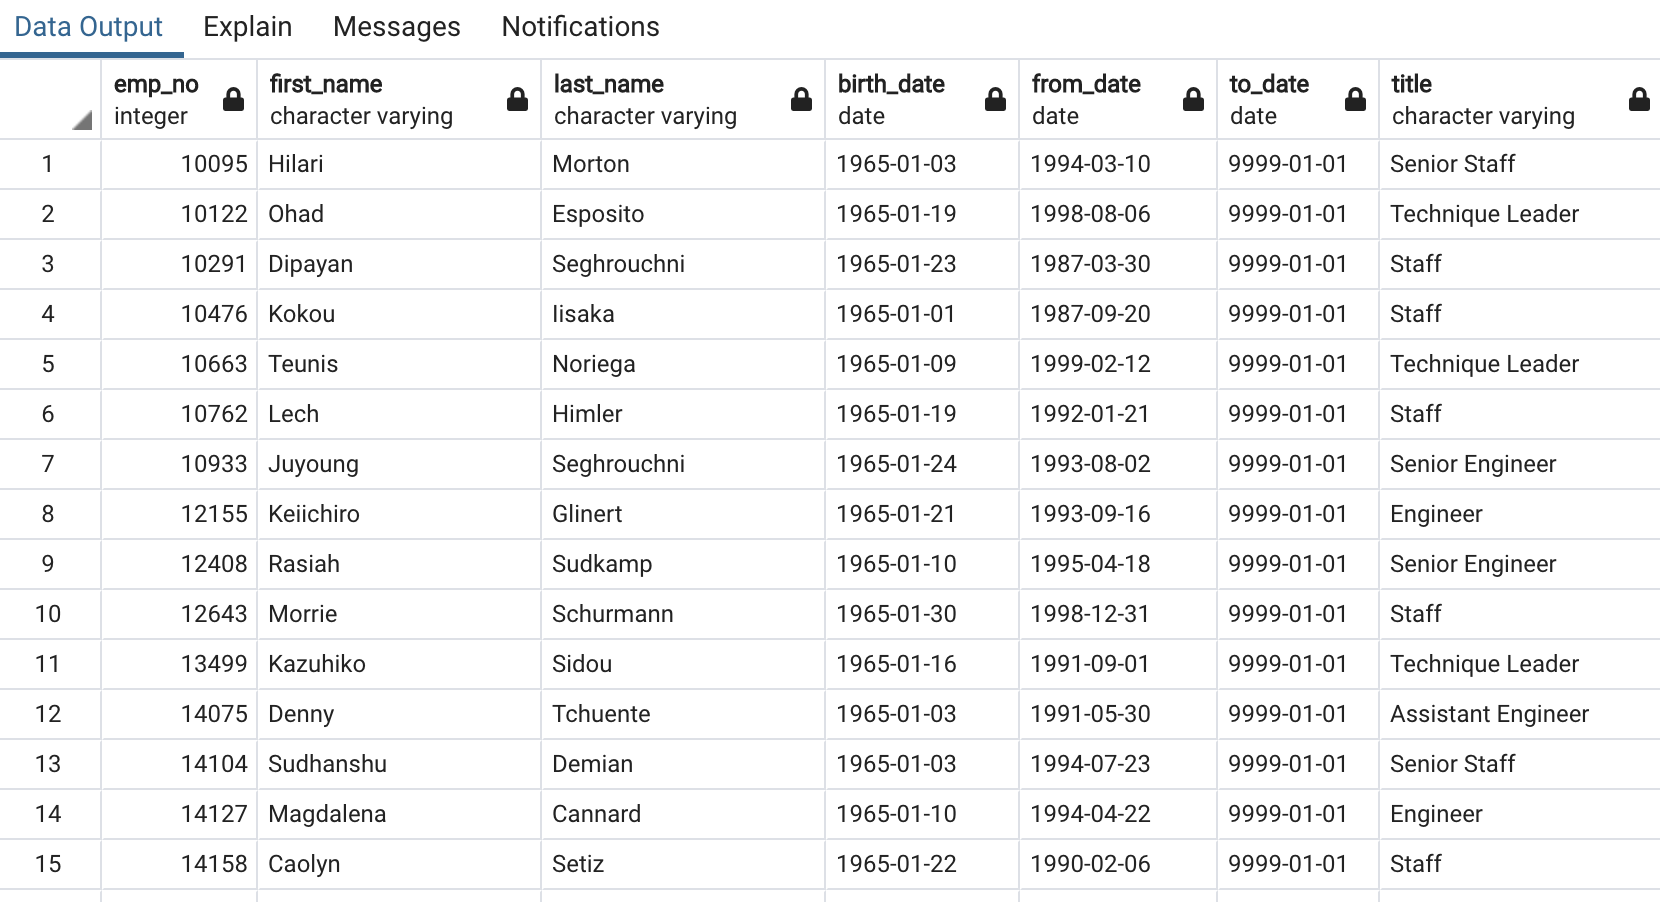 Data Output Explain Messages Notifications
emp_no first_name last_name birth_date from_date to_date title
integer character varying character varying date date date character varying
1 10095 Hilari Morton 1965-01-03 1994-03-10 9999-01-01 Senior Staff
2 10122 Ohad Esposito 1965-01-19 1998-08-06 9999-01-01 Technique Leader
3 10291 Dipayan Seghrouchni 1965-01-23 1987-03-30 9999-01-01 Staff
4 10476 Kokou Iisaka 1965-01-01 1987-09-20 9999-01-01 Staff
5 10663 Teunis Noriega 1965-01-09 1999-02-12 9999-01-01 Technique Leader
6 10762 Lech Himler 1965-01-19 1992-01-21 9999-01-01 Staff
7 10933 Juyoung Seghrouchni 1965-01-24 1993-08-02 9999-01-01 Senior Engineer
8 12155 Keiichiro Glinert 1965-01-21 1993-09-16 9999-01-01 Engineer
9 12408 Rasiah Sudkamp 1965-01-10 1995-04-18 9999-01-01 Senior Engineer
10 12643 Morrie Schurmann 1965-01-30 1998-12-31 9999-01-01 Staff
11 13499 Kazuhiko Sidou 1965-01-16 1991-09-01 9999-01-01 Technique Leader
12 14075 Denny Tchuente 1965-01-03 1991-05-30 9999-01-01 Assistant Engineer
13 14104 Sudhanshu Demian 1965-01-03 1994-07-23 9999-01-01 Senior Staff
14 14127 Magdalena Cannard 1965-01-10 1994-04-22 9999-01-01 Engineer
15 14158 Caolyn Setiz 1965-01-22 1990-02-06 9999-01-01 Staff